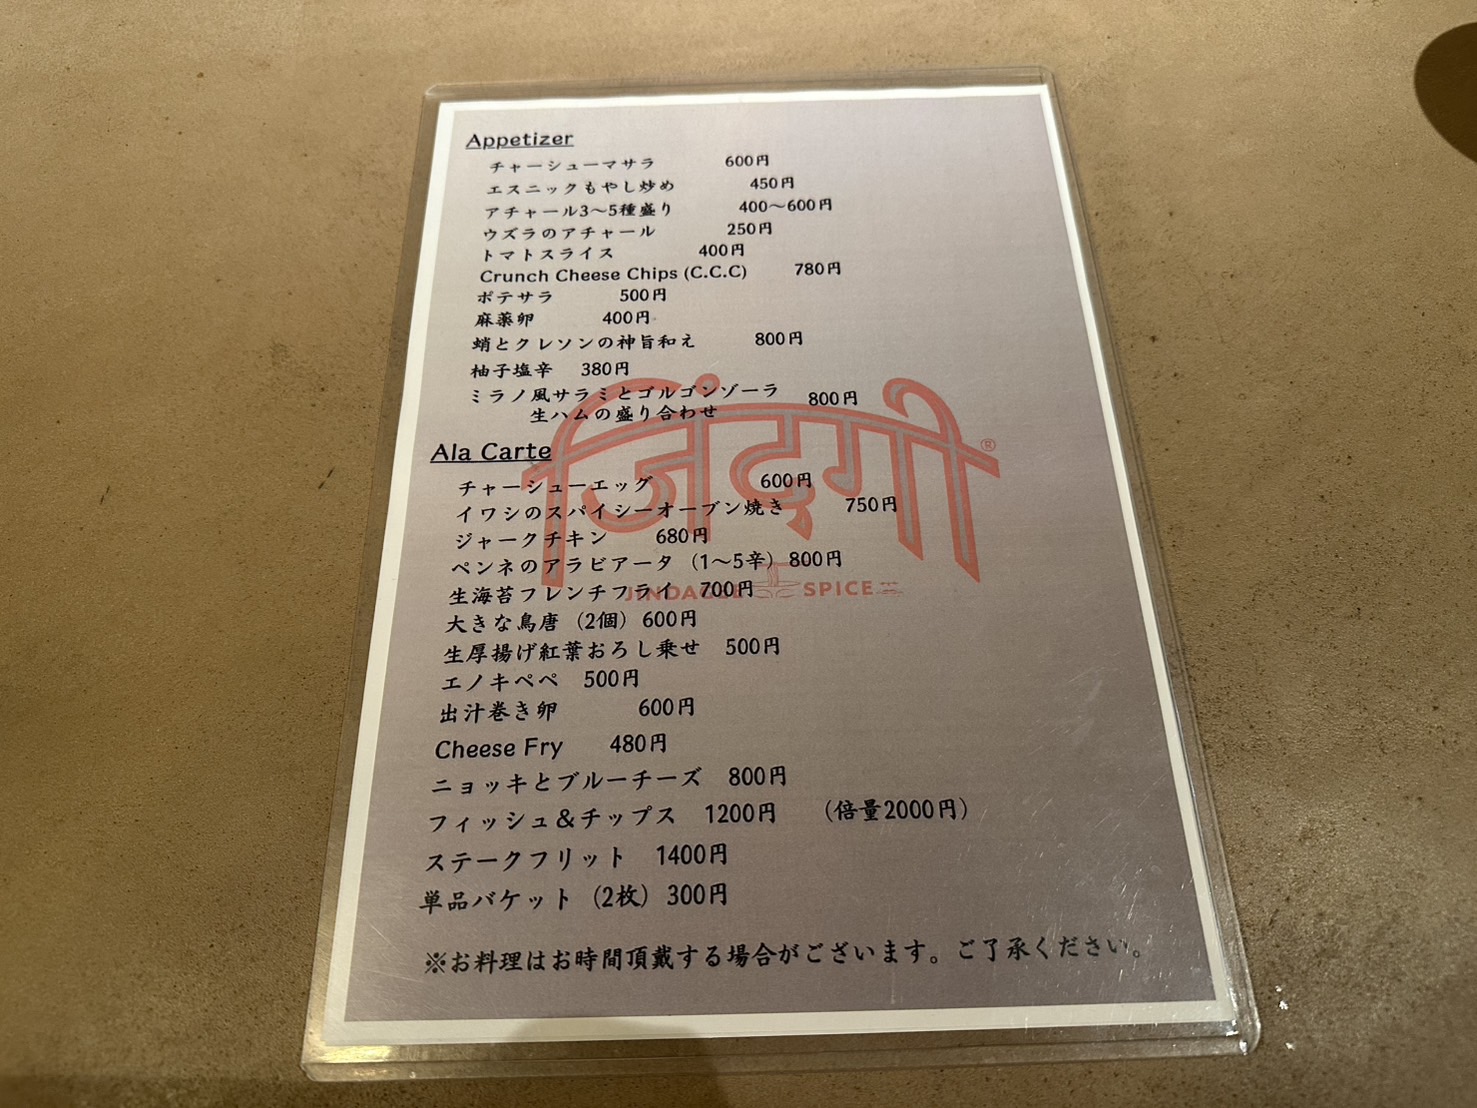 Appetizer
チャーシューマサラ 600円
エスニックもやし炒め 450円
アチャール3〜5種盛り 400〜600円
ウズラのアチャール 250円
トマトスライス 400円
Crunch Cheese Chips (C.C.C) 780円
ポテサラ 500円
麻薬卵 400円
蛸とクレソンの神旨和え 800円
柚子塩辛 380円
ミラノ風サラミとゴルゴンゾーラ 800円
生ハムの盛り合わせ
जिंदगी®
Ala Carte
チャーシューエッグ 600円
イワシのスパイシーオーブン焼き 750円
ジャークチキン 680円
ペンネのアラビアータ（1〜5辛）800円
SPICE
生海苔フレンチフライ 700円
大きな鳥唐（2個）600円
生厚揚げ紅葉おろし乗せ 500円
エノキペペ 500円
出汁巻き卵 600円
Cheese Fry 480円
ニョッキとブルーチーズ 800円
フィッシュ＆チップス 1200円 （倍量2000円）
ステークフリット 1400円
単品バケット（2枚）300円
※お料理はお時間頂戴する場合がございます。ご了承ください。